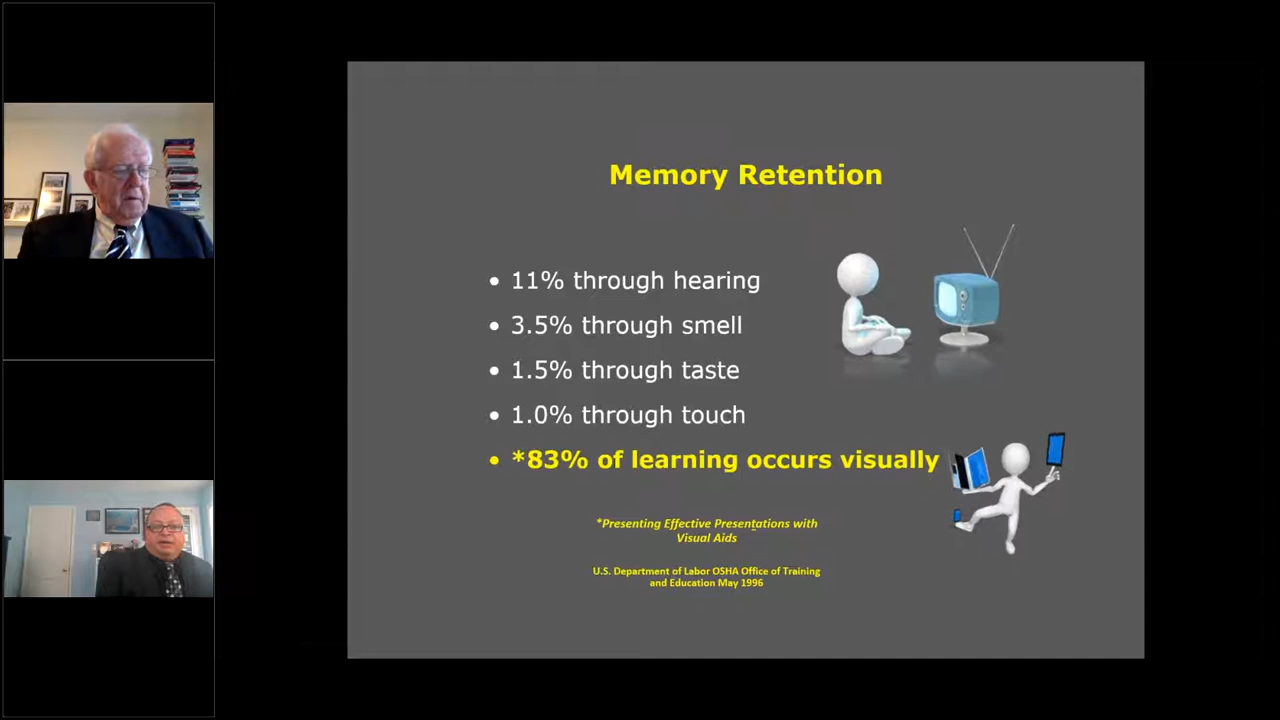 Memory Retention
• 11% through hearing
• 3.5% through smell
• 1.5% through taste
• 1.0% through touch
• *83% of learning occurs visually
*Presenting Effective Presentations with
Visual Aids
U.S. Department of Labor OSHA Office of Training
and Education May 1996